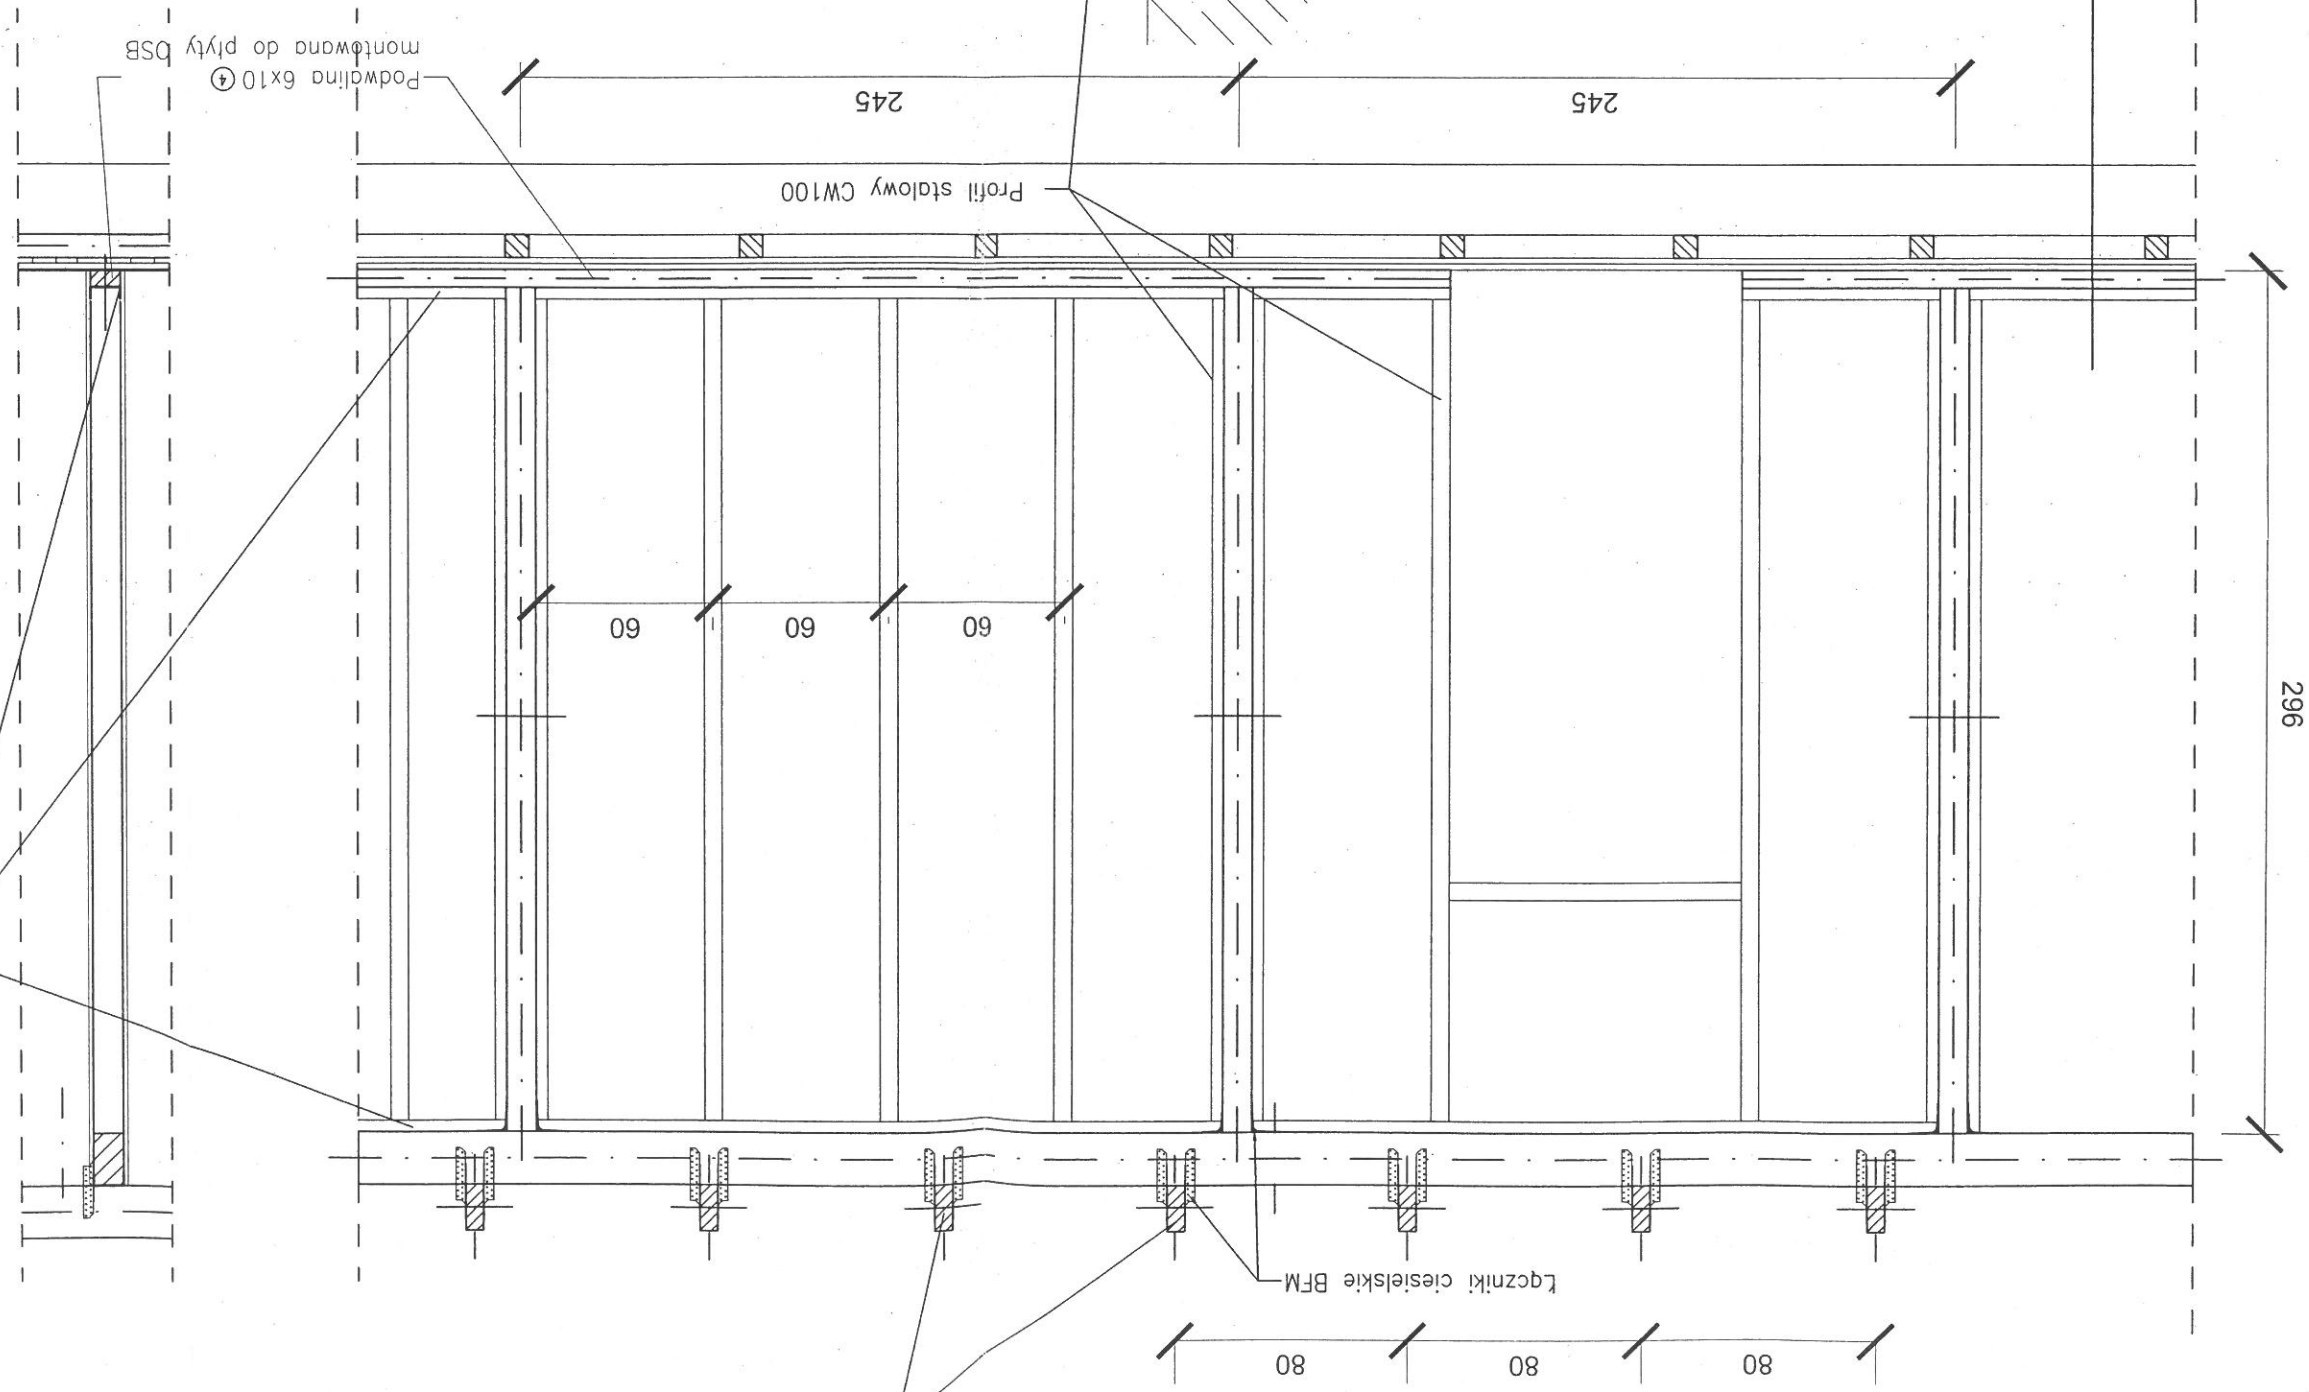 80
80
80
Łączniki ciesielskie BFM
296
60
60
60
Profil stalowy CW100
245
245
Podwalina 6x10 ④
montowana do płyty OSB